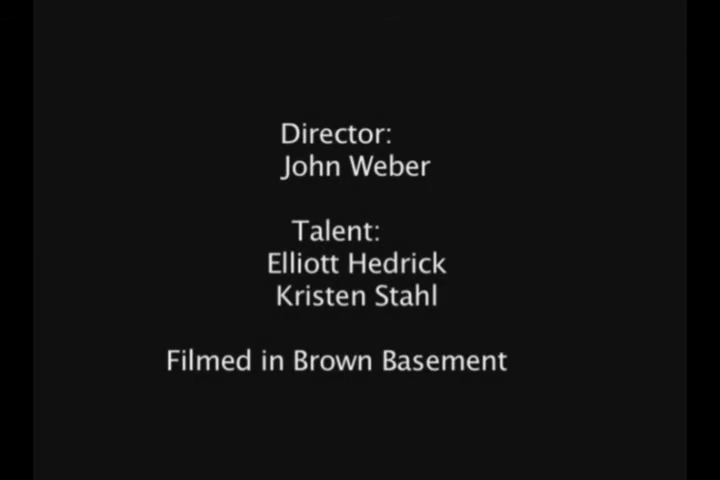 Director:
John Weber
Talent:
Elliott Hedrick
Kristen Stahl
Filmed in Brown Basement